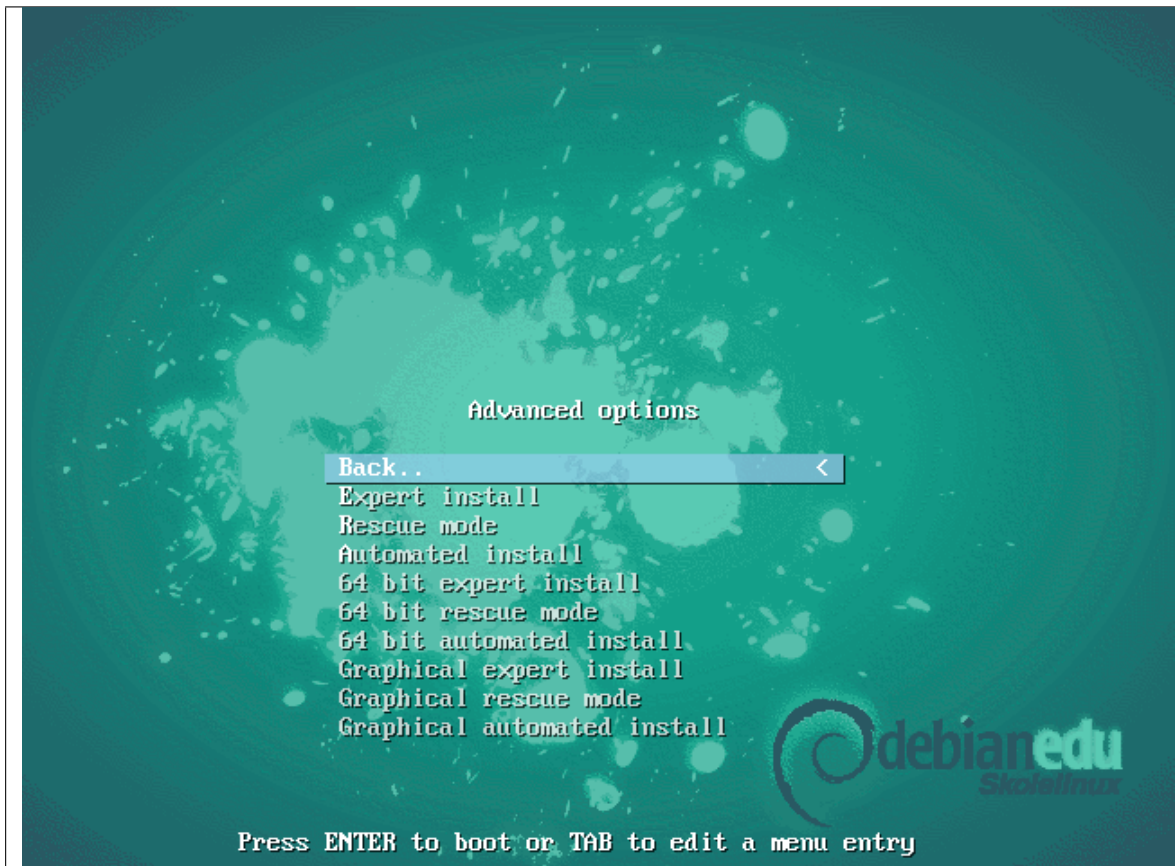 Advanced options
Back.. <
Expert install
Rescue mode
Automated install
64 bit expert install
64 bit rescue mode
64 bit automated install
Graphical expert install
Graphical rescue mode
Graphical automated install
debianedu
Skolelinux
Press ENTER to boot or TAB to edit a menu entry